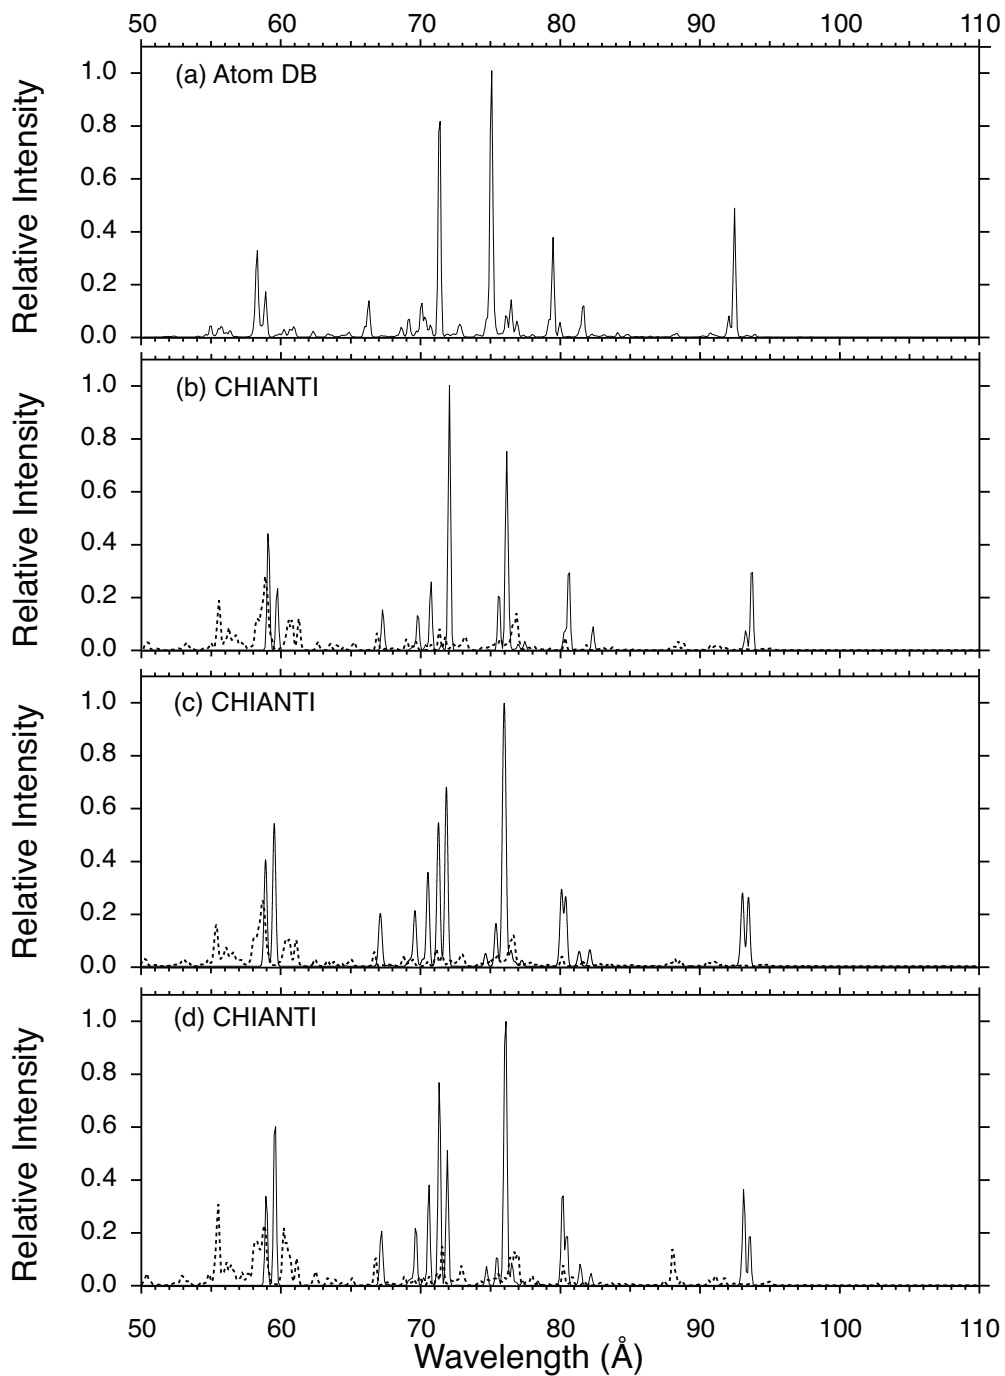 50 60 70 80 90 100 110
(a) Atom DB
1.0
0.8
0.6
0.4
0.2
0.0
Relative Intensity
(b) CHIANTI
1.0
0.8
0.6
0.4
0.2
0.0
Relative Intensity
(c) CHIANTI
1.0
0.8
0.6
0.4
0.2
0.0
Relative Intensity
(d) CHIANTI
1.0
0.8
0.6
0.4
0.2
0.0
Relative Intensity
50 60 70 80 90 100 110
Wavelength (Å)